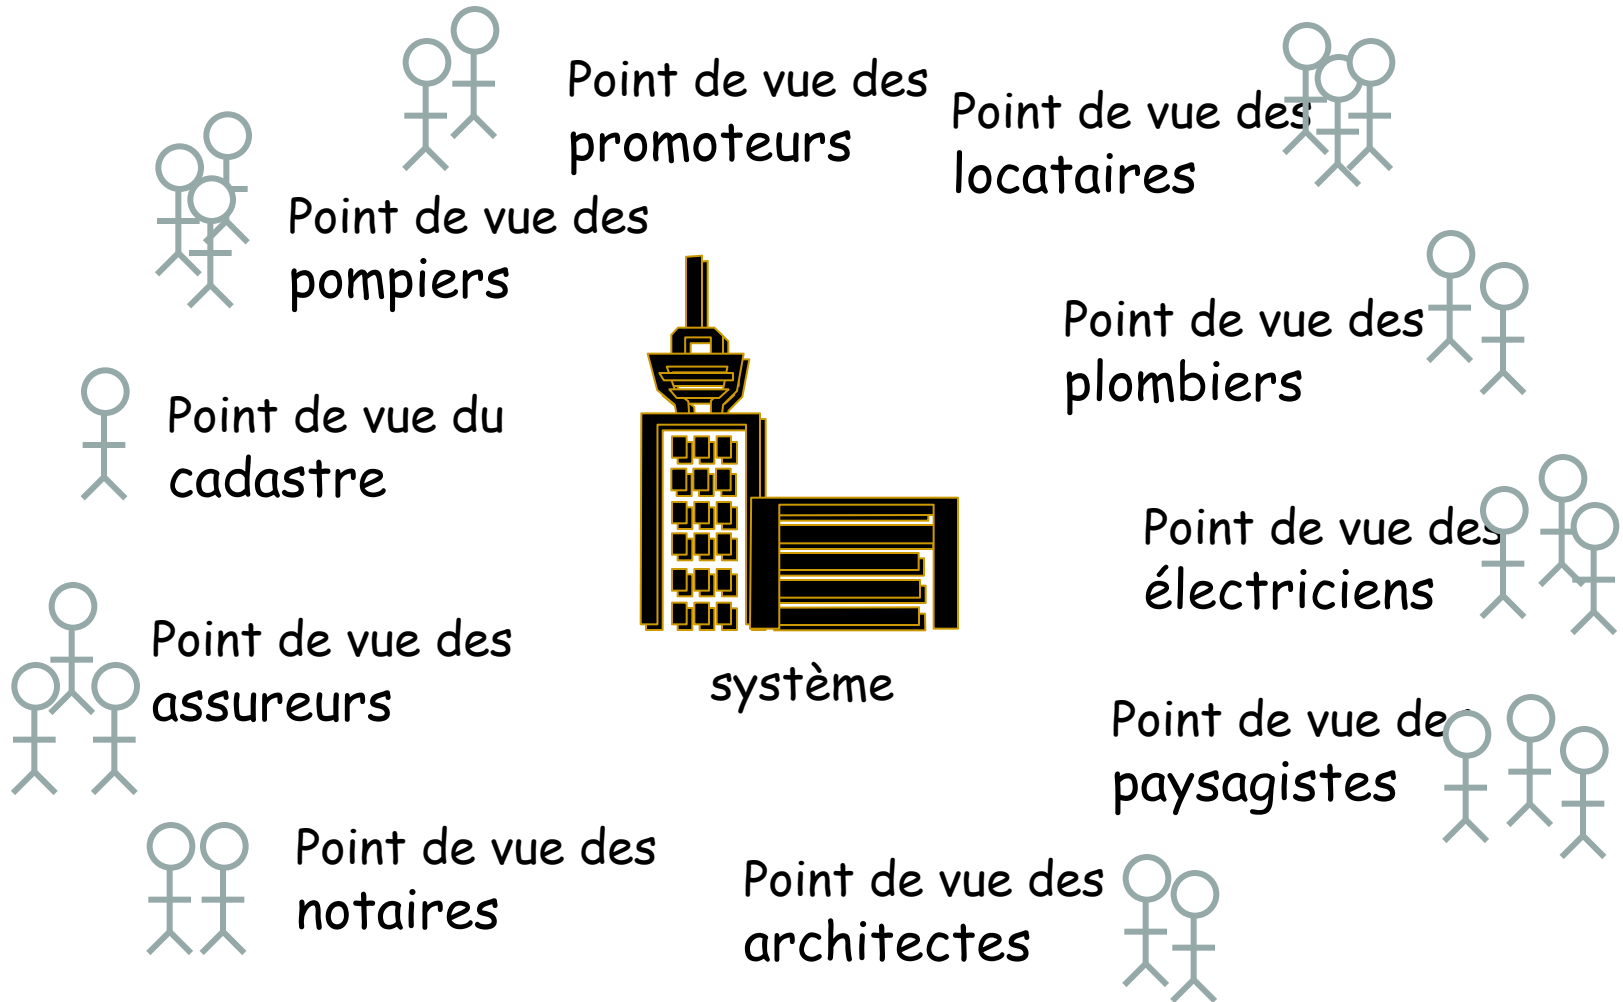 Point de vue des
promoteurs
Point de vue des
locataires
Point de vue des
pompiers
Point de vue des
plombiers
Point de vue du
cadastre
Point de vue des
électriciens
Point de vue des
assureurs
système
Point de vue des
paysagistes
Point de vue des
notaires
Point de vue des
architectes